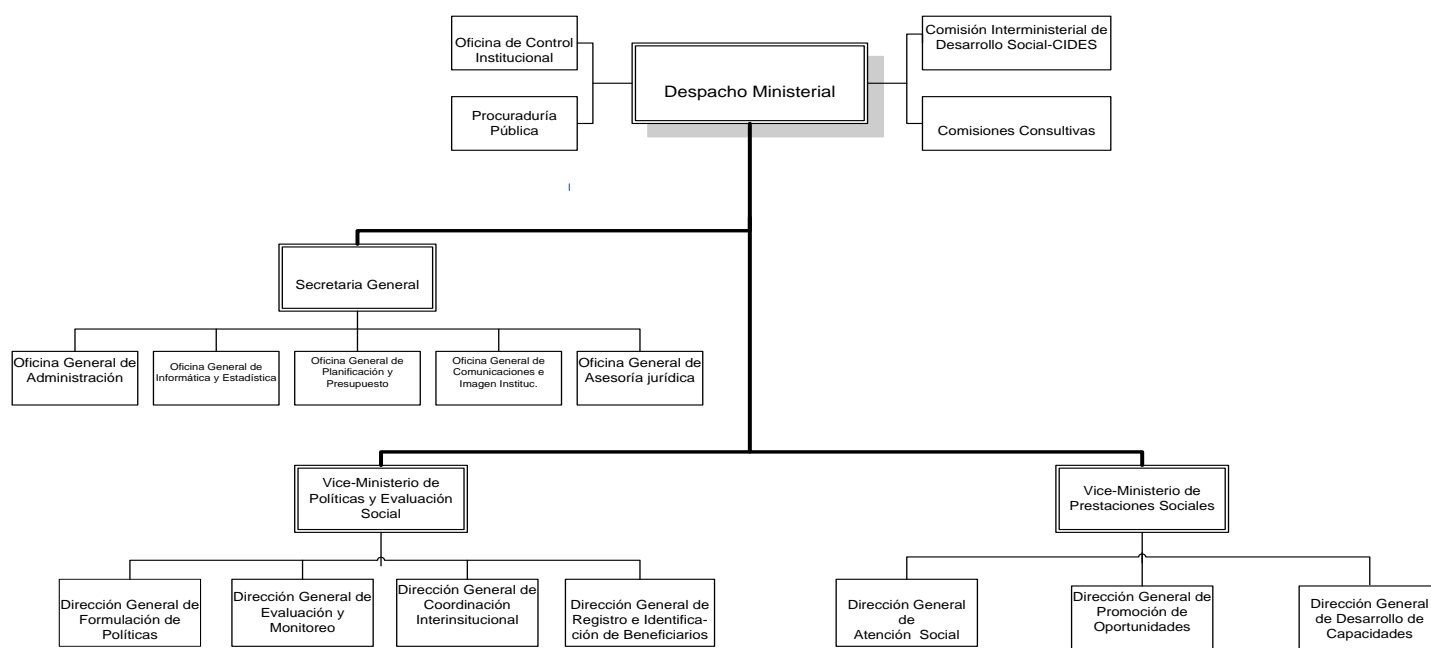 Oficina de Control
Institucional
Procuraduría
Pública
Despacho Ministerial
Comisión Interministerial de
Desarrollo Social-CIDES
Comisiones Consultivas
Secretaria General
Oficina General de
Administración
Oficina General de
Informática y Estadística
Oficina General de
Planificación y
Presupuesto
Oficina General de
Comunicaciones e
Imagen Instituc.
Oficina General de
Asesoría jurídica
Vice-Ministerio de
Políticas y Evaluación
Social
Vice-Ministerio de
Prestaciones Sociales
Dirección General de
Formulación de
Políticas
Dirección General de
Evaluación y
Monitoreo
Dirección General de
Coordinación
Interinsitucional
Dirección General de
Registro e Identifica-
ción de Beneficiarios
Dirección General
de
Atención Social
Dirección General de
Promoción de
Oportunidades
Dirección General
de Desarrollo de
Capacidades